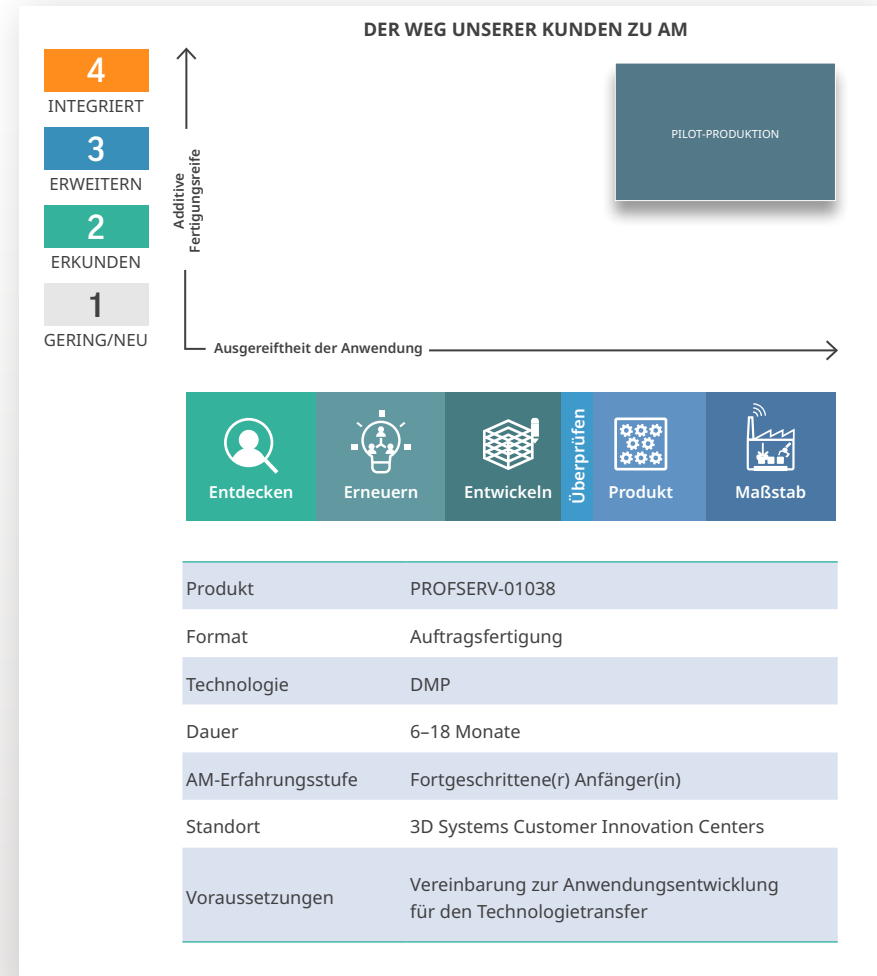 DER WEG UNSERER KUNDEN ZU AM
4
INTEGRIERT
3
ERWEITERN
2
ERKUNDEN
1
GERING/NEU
Additive
Fertigungsreife
PILOT-PRODUKTION
Ausgereiftheit der Anwendung
Entdecken
Erneuern
Entwickeln
Überprüfen
Produkt
Maßstab
Produkt PROFSERV-01038
Format Auftragsfertigung
Technologie DMP
Dauer 6–18 Monate
AM-Erfahrungsstufe Fortgeschrittene(r) Anfänger(in)
Standort 3D Systems Customer Innovation Centers
Voraussetzungen Vereinbarung zur Anwendungsentwicklung
für den Technologietransfer